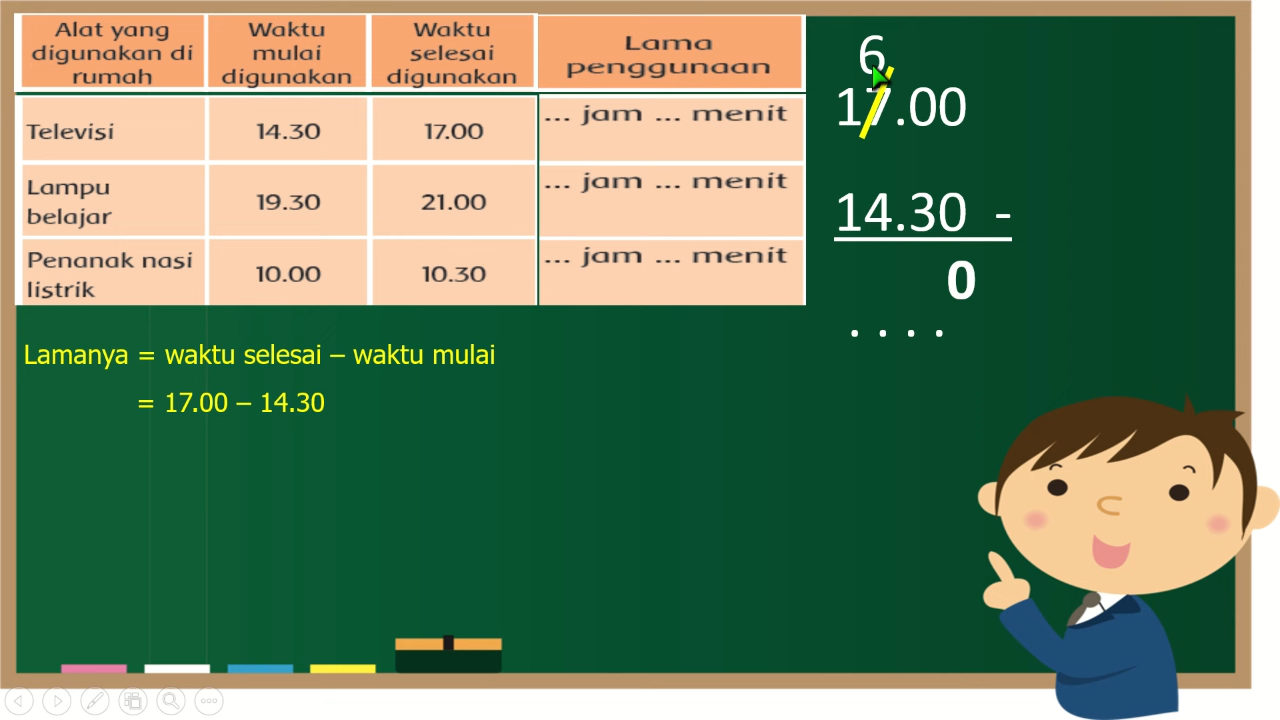 Alat yang digunakan di rumah
Waktu mulai digunakan
Waktu selesai digunakan
Lama penggunaan
Televisi
14.30
17.00
... jam ... menit
Lampu belajar
19.30
21.00
... jam ... menit
Penanak nasi listrik
10.00
10.30
... jam ... menit
Lamanya = waktu selesai – waktu mulai
= 17.00 – 14.30
6
17.00
14.30 -
0
. . . .